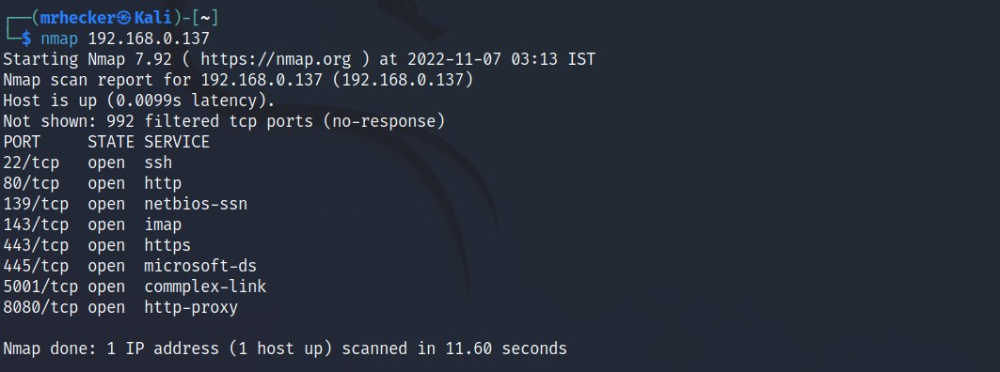 ┌──(mrhecker㉿Kali)-[~]
└─$ nmap 192.168.0.137
Starting Nmap 7.92 ( https://nmap.org ) at 2022-11-07 03:13 IST
Nmap scan report for 192.168.0.137 (192.168.0.137)
Host is up (0.0099s latency).
Not shown: 992 filtered tcp ports (no-response)
PORT     STATE SERVICE
22/tcp   open  ssh
80/tcp   open  http
139/tcp  open  netbios-ssn
143/tcp  open  imap
443/tcp  open  https
445/tcp  open  microsoft-ds
5001/tcp open  commplex-link
8080/tcp open  http-proxy
Nmap done: 1 IP address (1 host up) scanned in 11.60 seconds